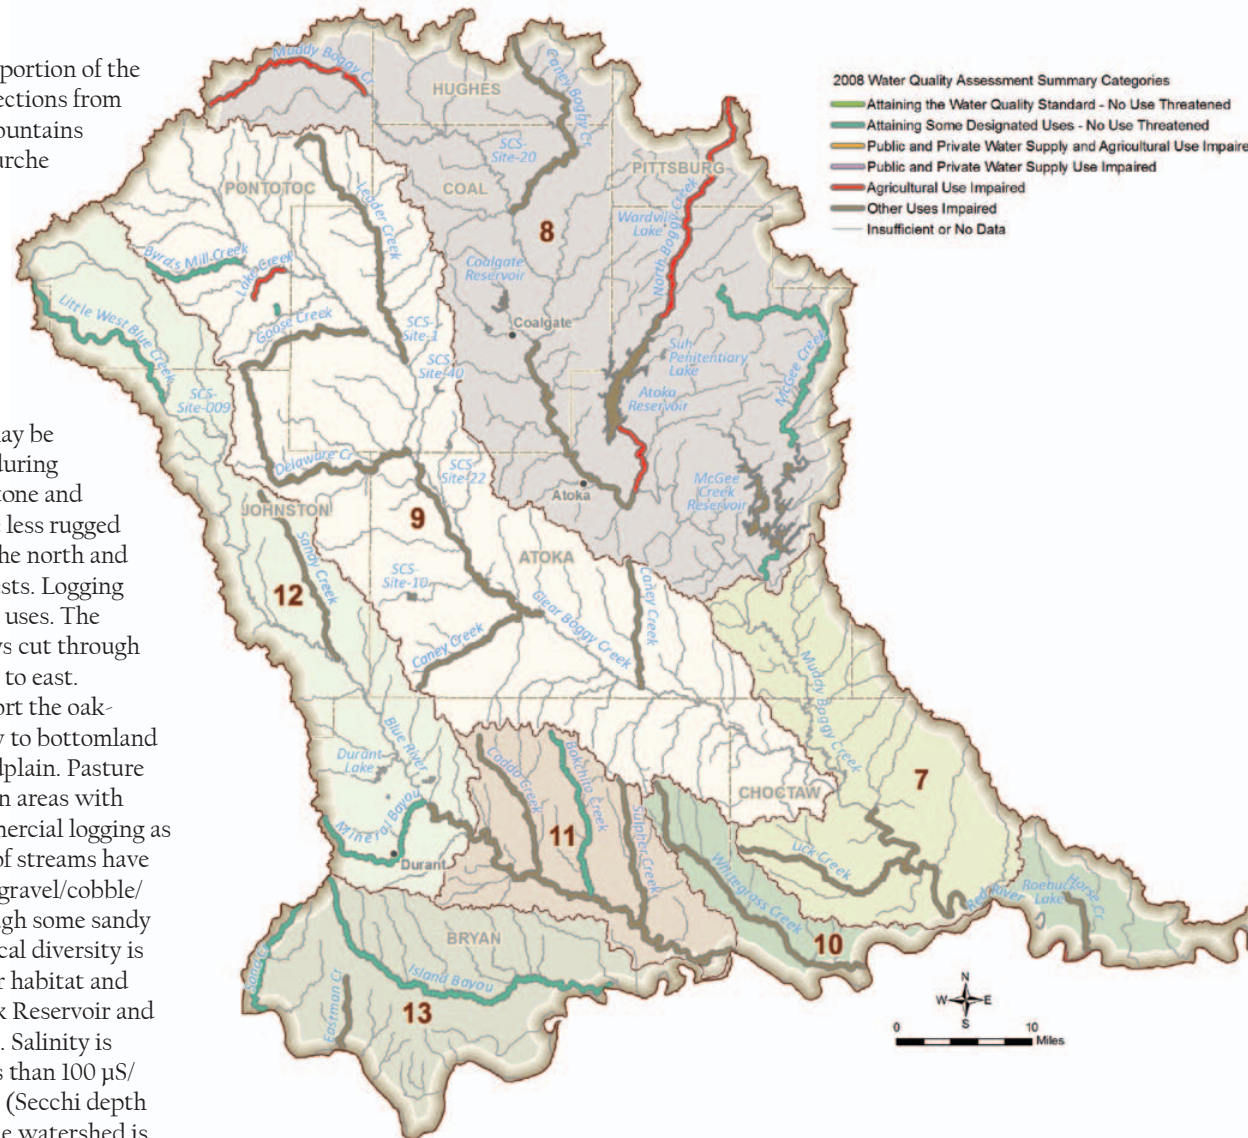 portion of the
ections from
ountains
urche
nay be
during
tone and
less rugged
he north and
ests. Logging
uses. The
ys cut through
to east.
ort the oak-
y to bottomland
dplain. Pasture
n areas with
mercial logging as
of streams have
gravel/cobble/
ugh some sandy
ical diversity is
r habitat and
k Reservoir and
. Salinity is
s than 100 µS/
(Secchi depth
e watershed is
2008 Water Quality Assessment Summary Categories
Attaining the Water Quality Standard - No Use Threatened
Attaining Some Designated Uses - No Use Threatened
Public and Private Water Supply and Agricultural Use Impaire
Public and Private Water Supply Use Impaired
Agricultural Use Impaired
Other Uses Impaired
Insufficient or No Data
Muddy Boggy Cr.
HUGHES
Caney Boggy Cr.
SCS-
Site-20
PITTSBURG
PONTOTOC
COAL
Leader Creek
8
Wardville
Lake
North Boggy Creek
Byrd's Mill Creek
Lake Creek
Coalgate
Reservoir
Little West Blue Creek
Goose Creek
SCS-
Site-1
Coalgate
SCS-
Site-40
Sub
Penitentiary
Lake
McGee Creek
Atoka
Reservoir
SCS-
Site-009
Delaware Cr
SCS-
Site-22
Atoka
McGee
Creek
Reservoir
JOHNSTON
9
Sandy Creek
ATOKA
SCS-
Site-10
12
Caney Creek
Clear Boggy Creek
Caney Creek
Muddy Boggy Creek
Blue River
Durant
Lake
Caddo Creek
Bokchito Creek
7
CHOCTAW
Mineral Bayou
11
Sulpher Creek
Durant
Lick Creek
Whitegrass Creek
Red River
Roebuck
Lake
Horse Cr.
BRYAN
10
Sand Cr
Island Bayou
Eastman Cr
13
N
W
E
S
0
10
Miles